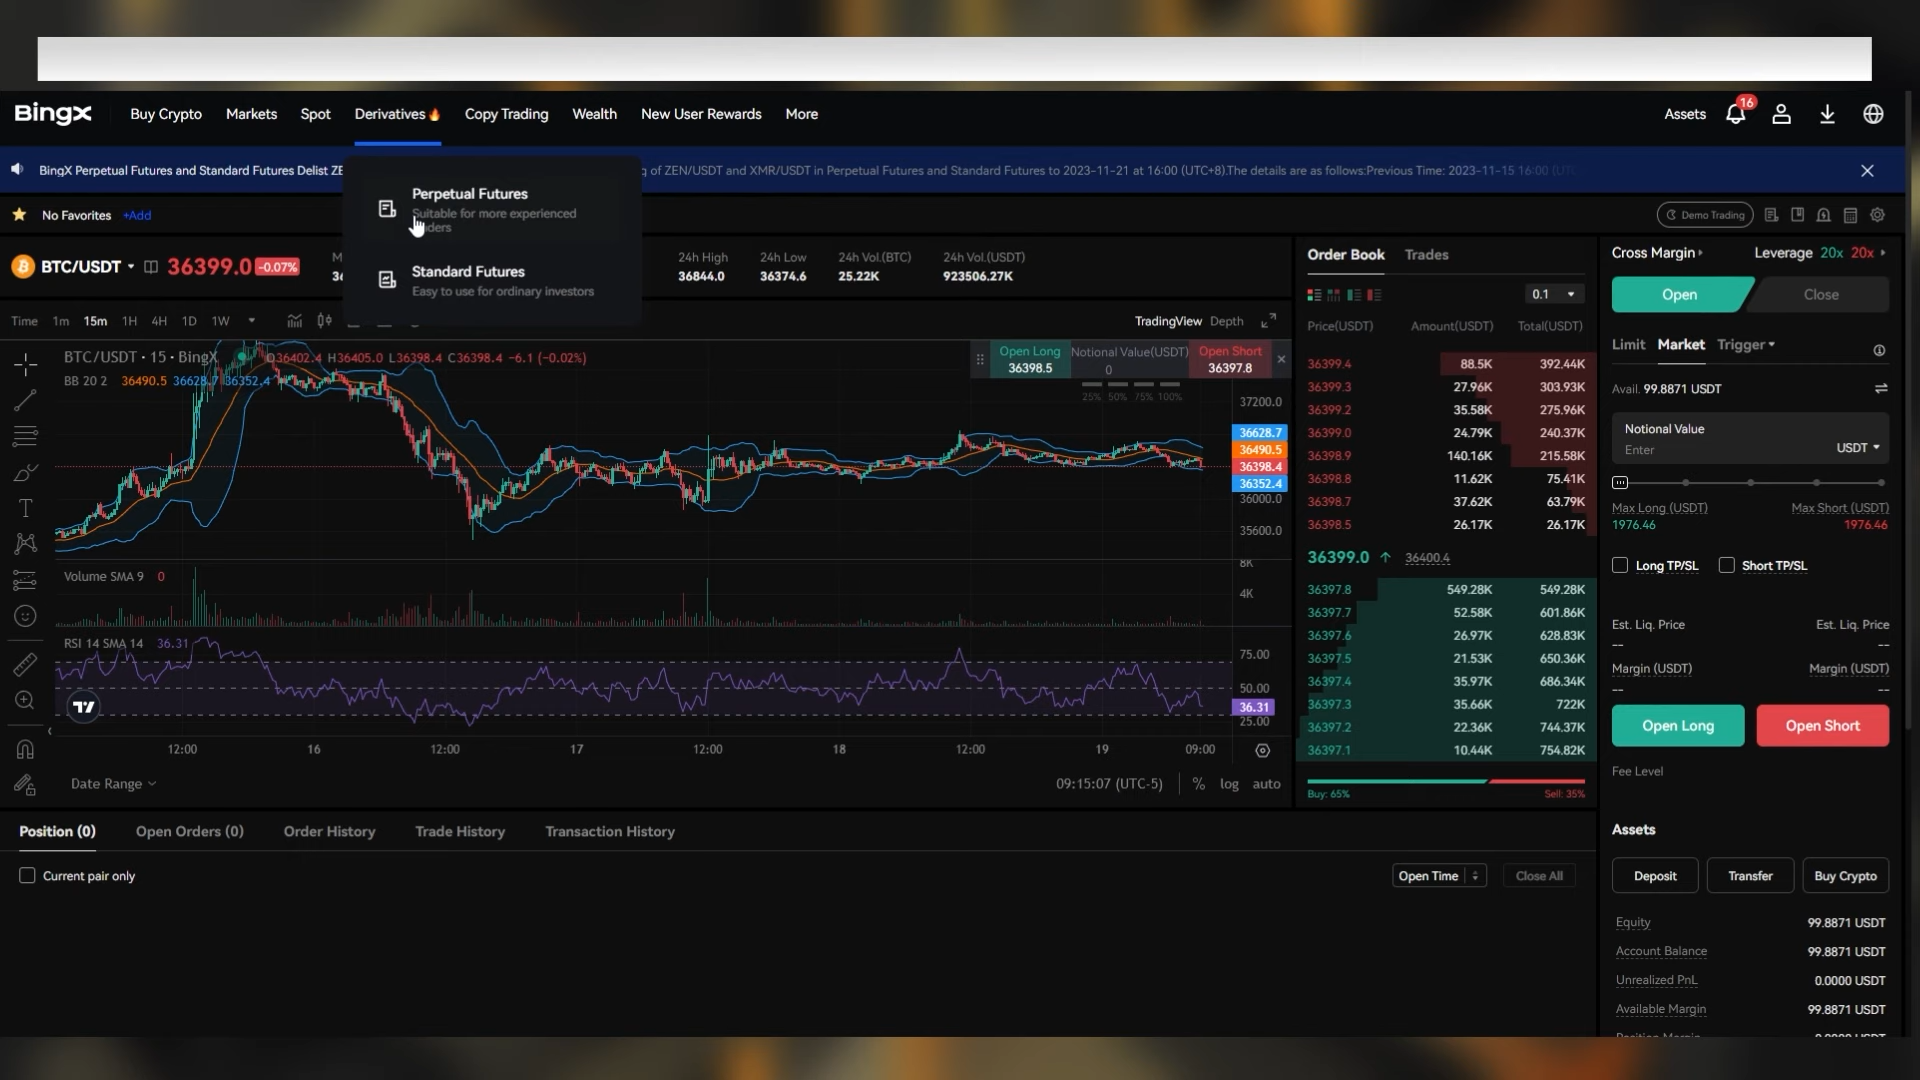 BingX Buy Crypto Markets Spot Derivatives Copy Trading Wealth New User Rewards More Assets 16
BingX Perpetual Futures and Standard Futures Delist ZE g of ZEN/USDT and XMR/USDT in Perpetual Futures and Standard Futures to 2023-11-21 at 16:00 (UTC+8).The details are as follows:Previous Time: 2023-11-15 16:00 (UTC
Perpetual Futures
Suitable for more experienced
Standard Futures
Easy to use for ordinary investors
No Favorites +Add Demo Trading
BTC/USDT 36399.0 -0.07% M
36
24h High 24h Low 24h Vol.(BTC) 24h Vol.(USDT)
36844.0 36374.6 25.22K 923506.27K
Time 1m 15m 1H 4H 1D 1W TradingView Depth
BTC/USDT · 15 · BingX O36402.4 H36405.0 L36398.4 C36398.4 -6.1 (-0.02%)
BB 20 2 36490.5 36628.7 36352.4
Open Long Notional Value(USDT) Open Short
36398.5 0 36397.8
25% 50% 75% 100%
37200.0
36628.7
36490.5
36398.4
36352.4
36000.0
35600.0
Volume SMA 9 0
8K
4K
RSI 14 SMA 14 36.31
75.00
50.00
36.31
25.00
12:00 16 12:00 17 12:00 18 12:00 19 09:00
Date Range 09:15:07 (UTC-5) % log auto
Order Book Trades
0.1
Price(USDT) Amount(USDT) Total(USDT)
36399.4 88.5K 392.44K
36399.3 27.96K 303.93K
36399.2 35.58K 275.96K
36399.0 24.79K 240.37K
36398.9 140.16K 215.58K
36398.8 11.62K 75.41K
36398.7 37.62K 63.79K
36398.5 26.17K 26.17K
36399.0 36400.4
36397.8 549.28K 549.28K
36397.7 52.58K 601.86K
36397.6 26.97K 628.83K
36397.5 21.53K 650.36K
36397.4 35.97K 686.34K
36397.3 35.66K 722K
36397.2 22.36K 744.37K
36397.1 10.44K 754.82K
Buy: 65% Sell: 35%
Cross Margin Leverage 20x 20x
Open Close
Limit Market Trigger
Avail. 99.8871 USDT
Notional Value
Enter USDT
Max Long (USDT) Max Short (USDT)
1976.46 1976.46
Long TP/SL Short TP/SL
Est. Liq. Price Est. Liq. Price
-- --
Margin (USDT) Margin (USDT)
-- --
Open Long Open Short
Fee Level
Assets
Deposit Transfer Buy Crypto
Equity 99.8871 USDT
Account Balance 99.8871 USDT
Unrealized PnL 0.0000 USDT
Available Margin 99.8871 USDT
Position (0) Open Orders (0) Order History Trade History Transaction History
Current pair only Open Time Close All